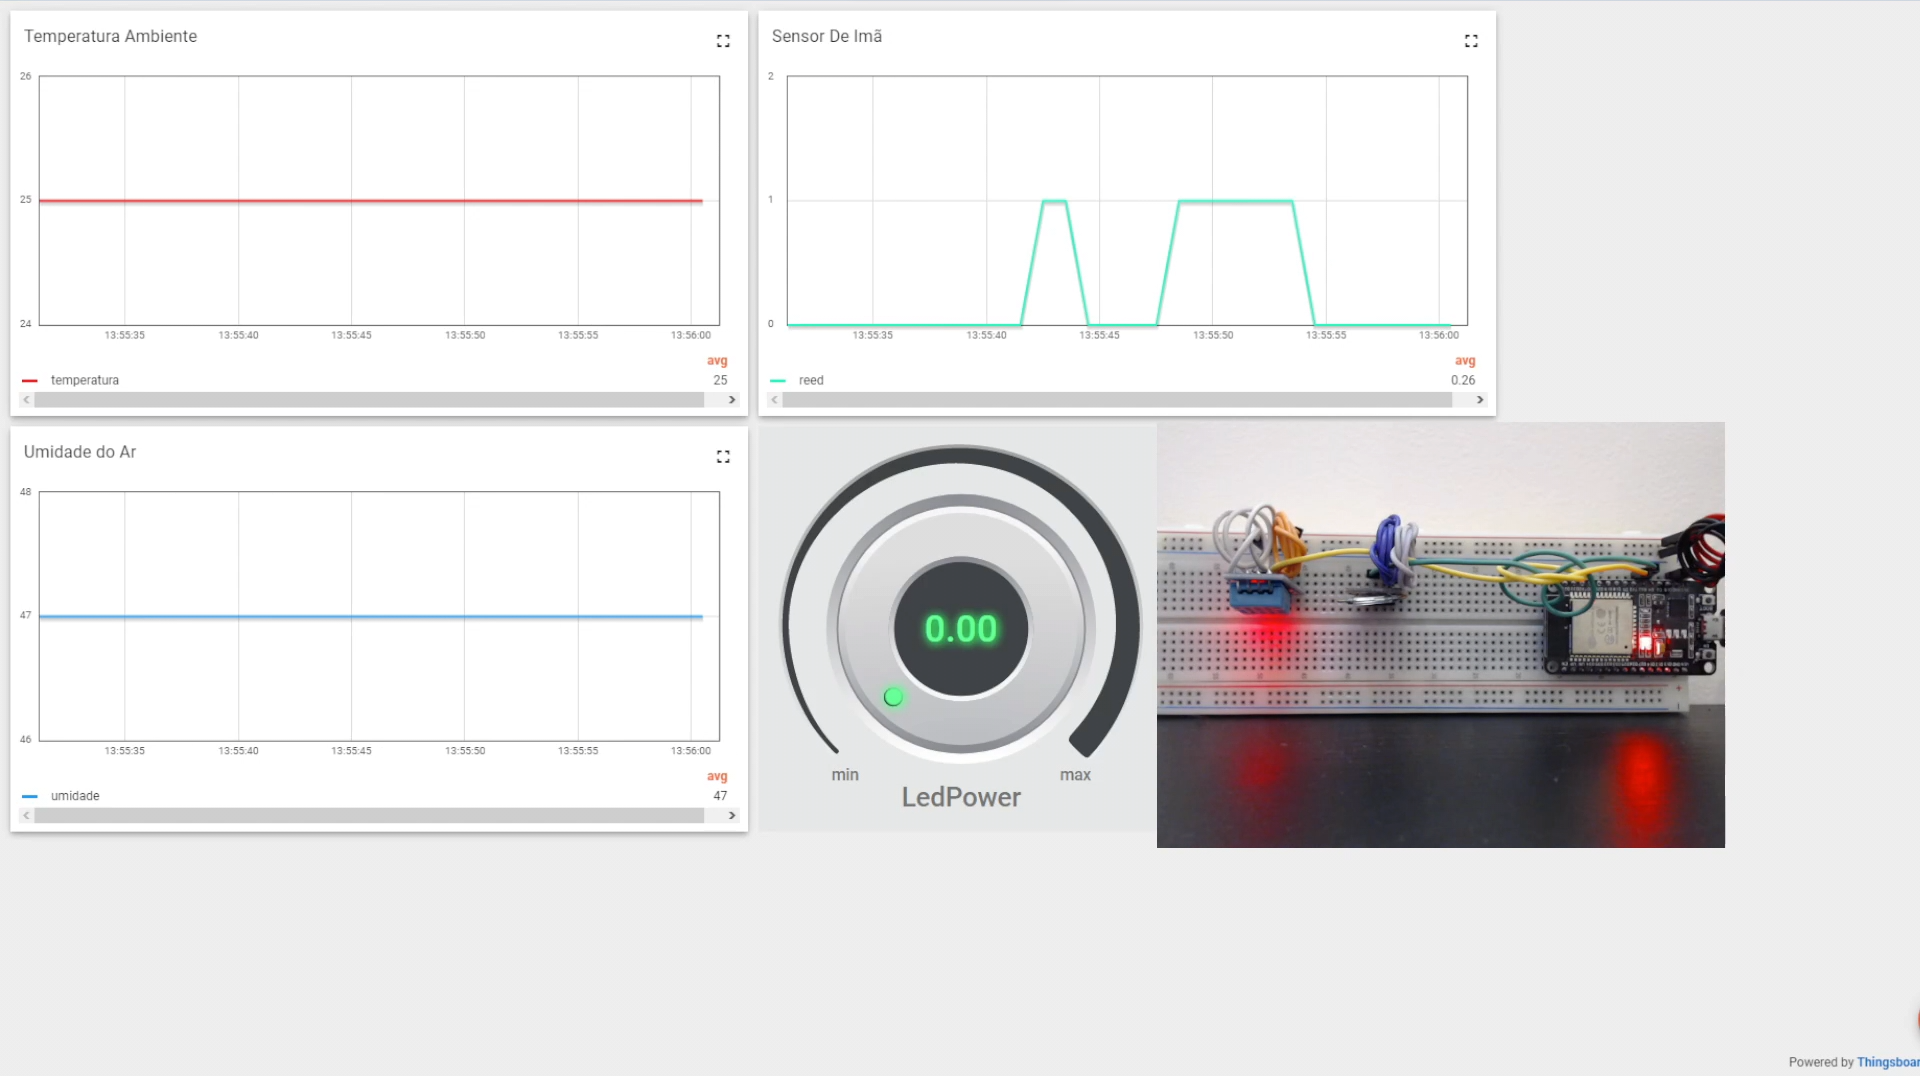 Temperatura Ambiente
26
25
24
13:55:35 13:55:40 13:55:45 13:55:50 13:55:55 13:56:00
avg
temperatura 25
Sensor De Imã
2
1
0
13:55:35 13:55:40 13:55:45 13:55:50 13:55:55 13:56:00
avg
reed 0.26
Umidade do Ar
48
47
46
13:55:35 13:55:40 13:55:45 13:55:50 13:55:55 13:56:00
avg
umidade 47
0.00
min max
LedPower
Powered by Thingsboar